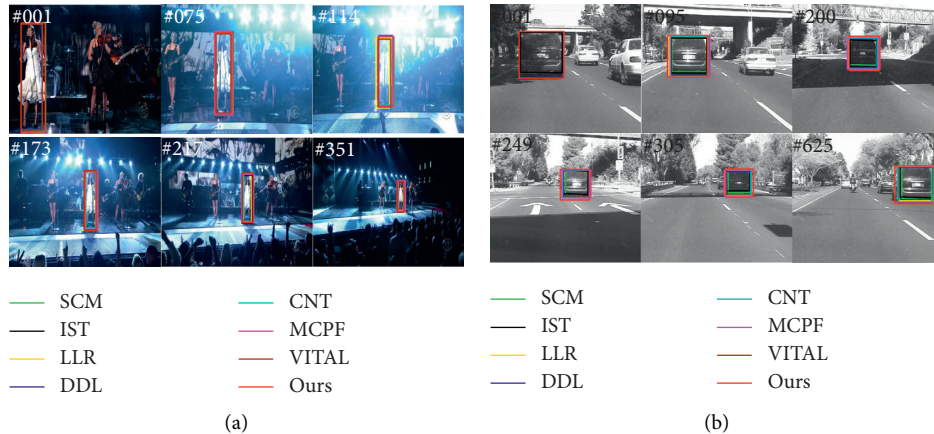 #001 #075 #114
#173 #217 #351
SCM CNT
IST MCPF
LLR VITAL
DDL Ours
(a)
#001 #095 #200
#249 #305 #625
SCM CNT
IST MCPF
LLR VITAL
DDL Ours
(b)